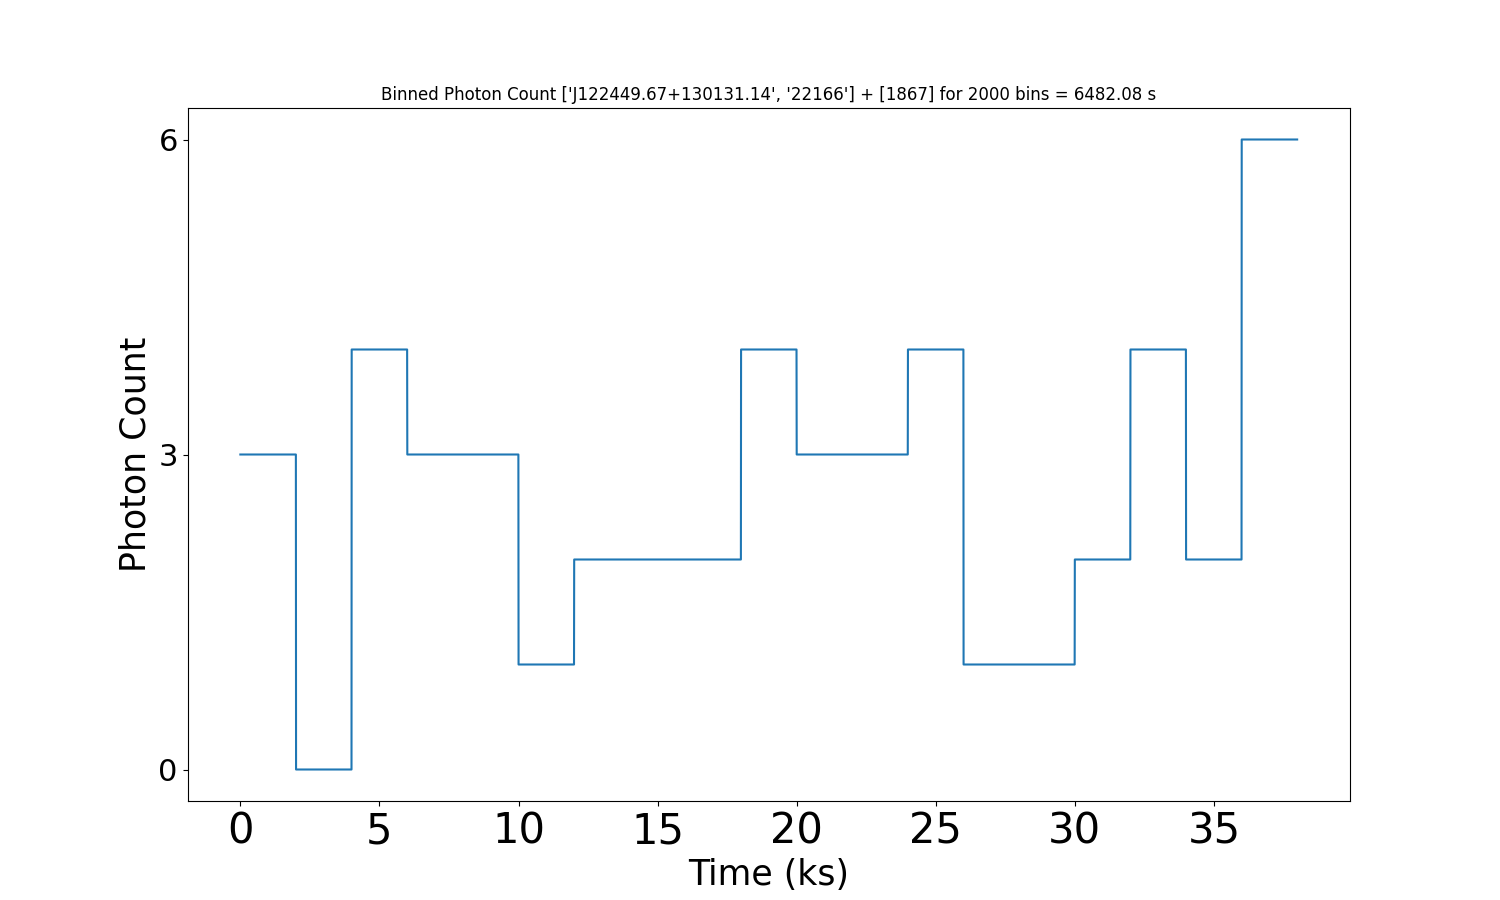 Binned Photon Count ['J122449.67+130131.14', '22166'] + [1867] for 2000 bins = 6482.08 s
6
3
0
Photon Count
0 5 10 15 20 25 30 35
Time (ks)